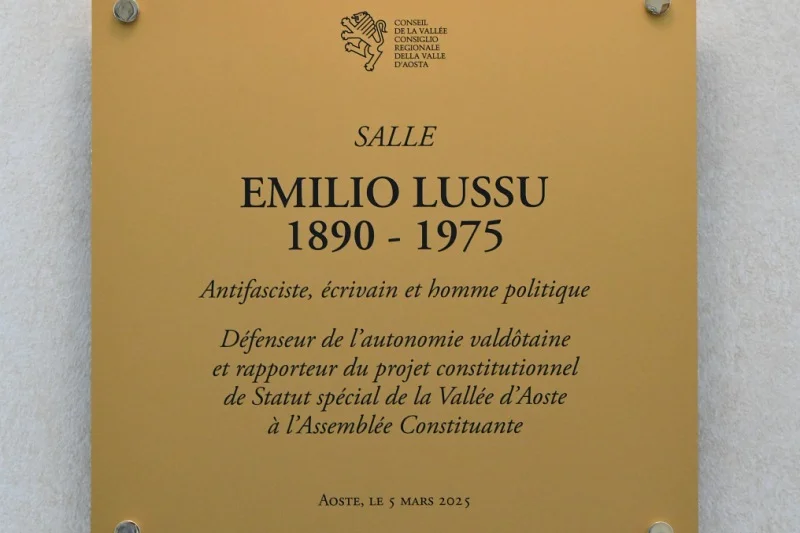 CONSEIL
DE LA VALLÉE
CONSIGLIO
REGIONALE
DELLA VALLE
D'AOSTA
SALLE
EMILIO LUSSU
1890 - 1975
Antifasciste, écrivain et homme politique
Défenseur de l'autonomie valdôtaine
et rapporteur du projet constitutionnel
de Statut spécial de la Vallée d'Aoste
à l'Assemblée Constituante
Aoste, le 5 mars 2025